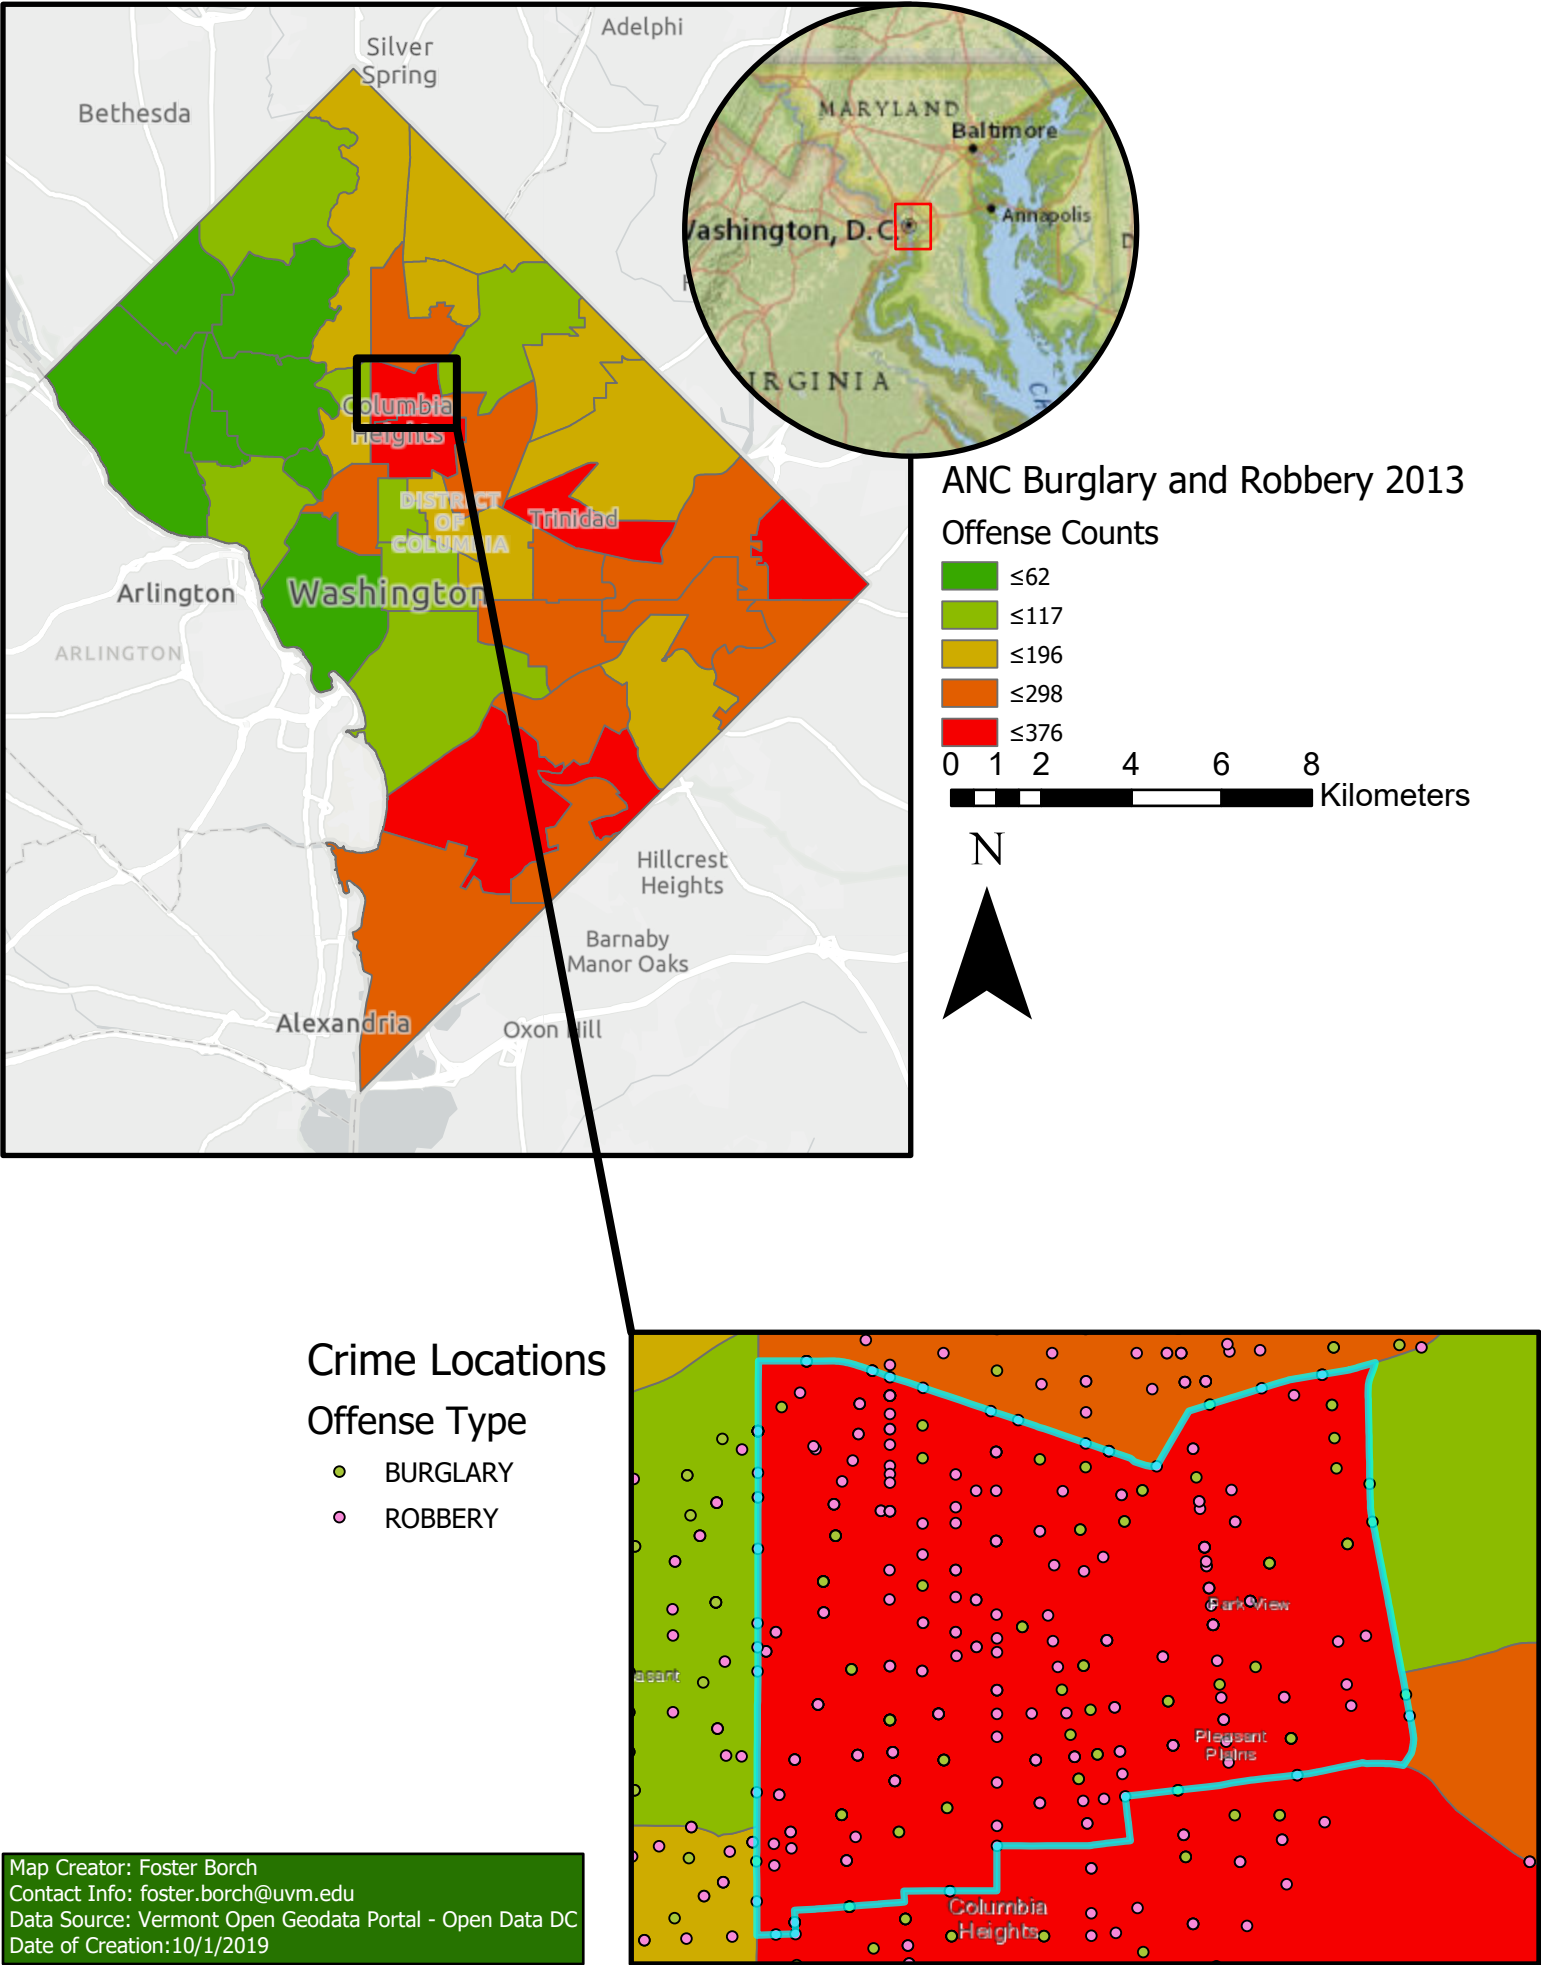 Adelphi
Silver
Spring
Bethesda
MARYLAND
Baltimore
Annapolis
Washington, D.C.
VIRGINIA
Columbia
Heights
DISTRICT
OF
COLUMBIA
Trinidad
Arlington
Washington
ARLINGTON
Hillcrest
Heights
Barnaby
Manor Oaks
Alexandria
Oxon Hill
ANC Burglary and Robbery 2013
Offense Counts
≤62
≤117
≤196
≤298
≤376
0 1 2 4 6 8
Kilometers
N
Crime Locations
Offense Type
BURGLARY
ROBBERY
Park View
asant
Pleasant
Plains
Columbia
Heights
Map Creator: Foster Borch
Contact Info: foster.borch@uvm.edu
Data Source: Vermont Open Geodata Portal - Open Data DC
Date of Creation:10/1/2019